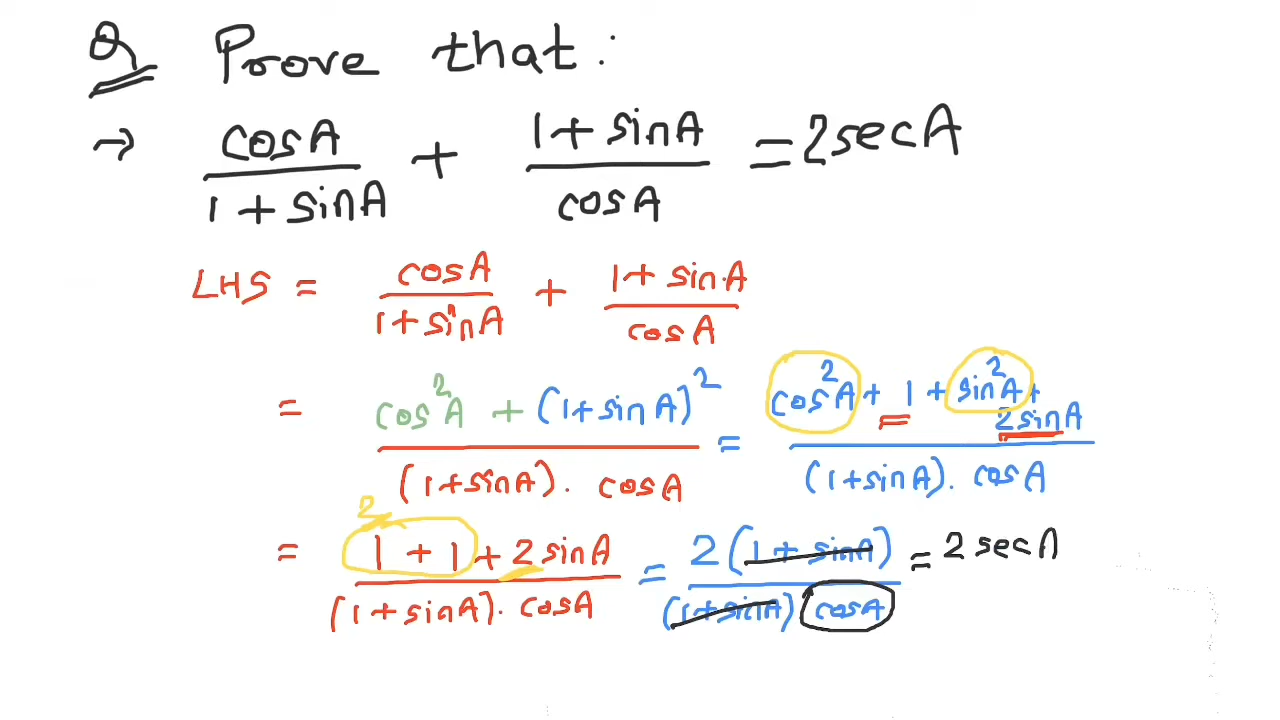 Q Prove that :
→ cosA / 1 + sinA + 1 + sinA / cosA = 2secA
LHS = cosA / 1 + sinA + 1 + sinA / cosA
= cos²A + (1+sinA)² / (1+sinA) . cosA = cos²A + 1 + sin²A + 2sinA / (1+sinA) . cosA
2
= 1 + 1 + 2sinA / (1+sinA) . cosA = 2(1+sinA) / (1+sinA) cosA = 2secA